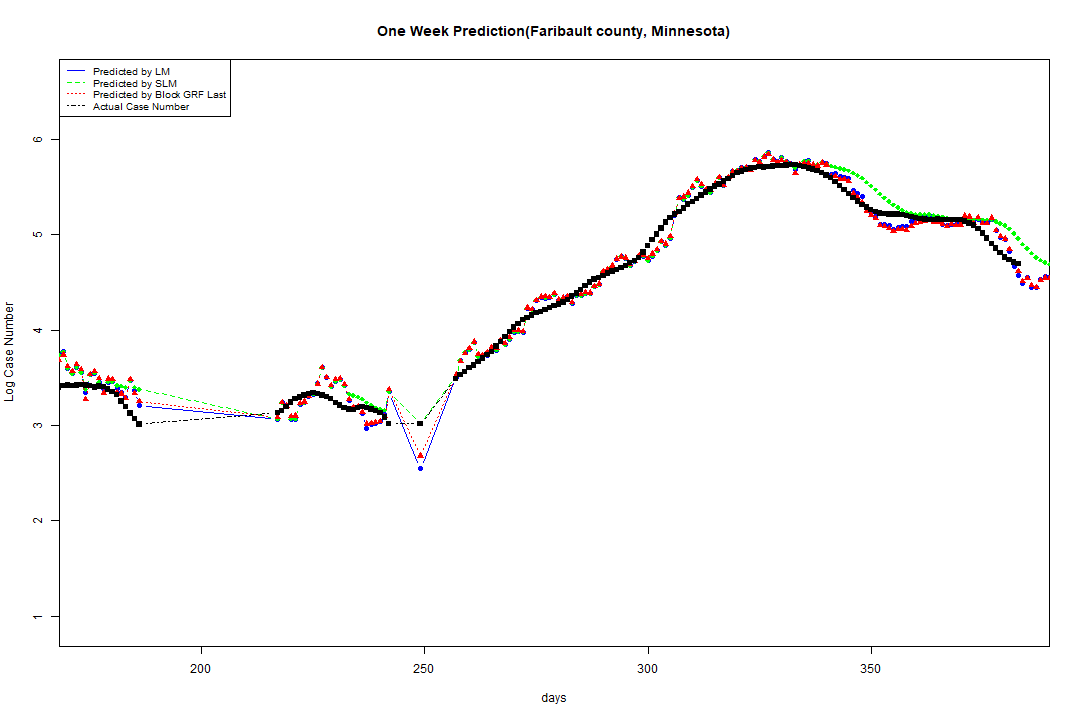 One Week Prediction(Faribault county, Minnesota)
Predicted by LM
Predicted by SLM
Predicted by Block GRF Last
Actual Case Number
Log Case Number
6
5
4
3
2
1
200 250 300 350
days